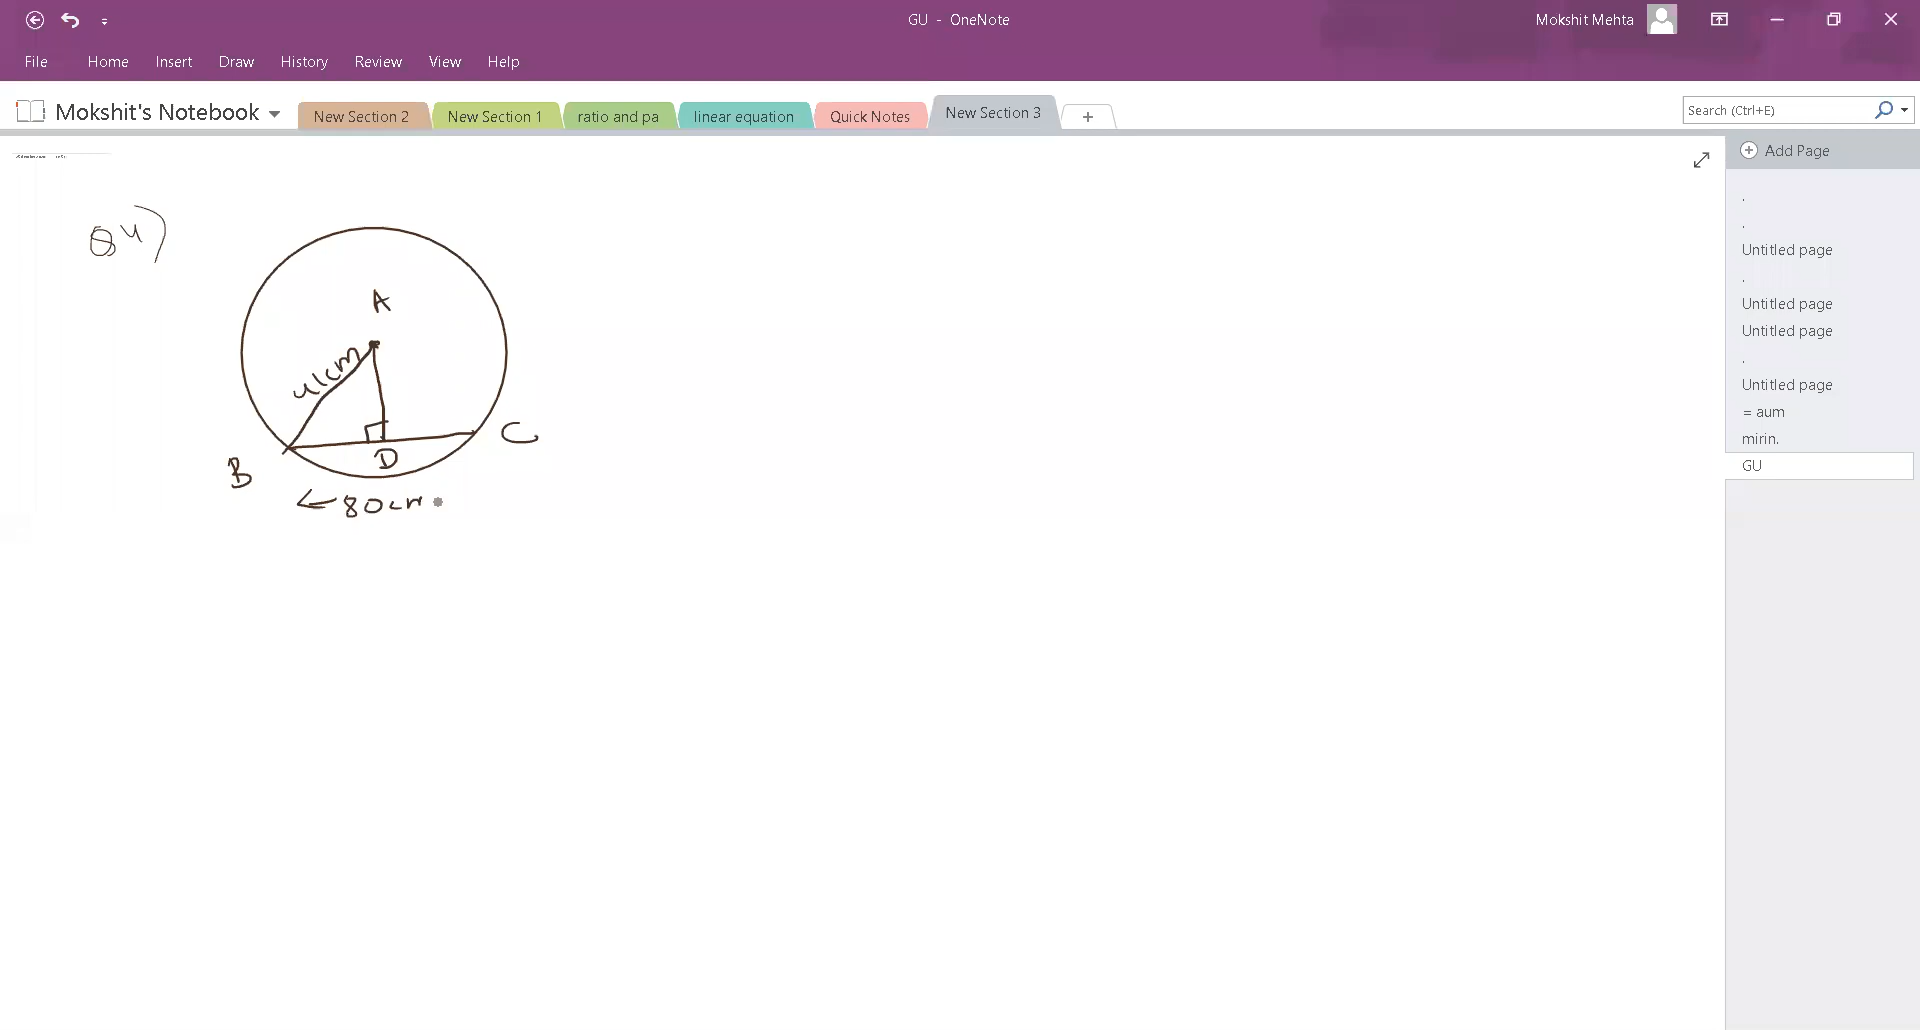 GU - OneNote
Mokshit Mehta
File Home Insert Draw History Review View Help
Mokshit's Notebook
New Section 2 New Section 1 ratio and pa linear equation Quick Notes New Section 3 +
Search (Ctrl+E)
Add Page
.
.
Untitled page
.
Untitled page
Untitled page
.
Untitled page
= aum
mirin.
GU
Q4)
A
41cm
C
D
B
←80cm